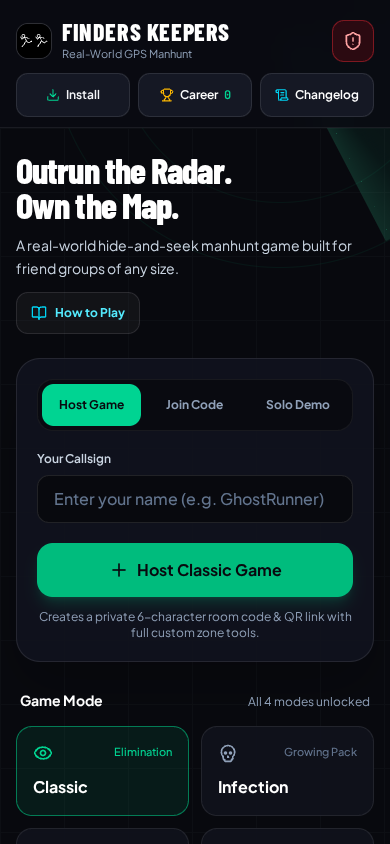 FINDERS KEEPERS
Real-World GPS Manhunt
Install
Career 0
Changelog
Outrun the Radar.
Own the Map.
A real-world hide-and-seek manhunt game built for
friend groups of any size.
How to Play
Host Game
Join Code
Solo Demo
Your Callsign
Enter your name (e.g. GhostRunner)
Host Classic Game
Creates a private 6-character room code & QR link with
full custom zone tools.
Game Mode
All 4 modes unlocked
Elimination
Classic
Growing Pack
Infection